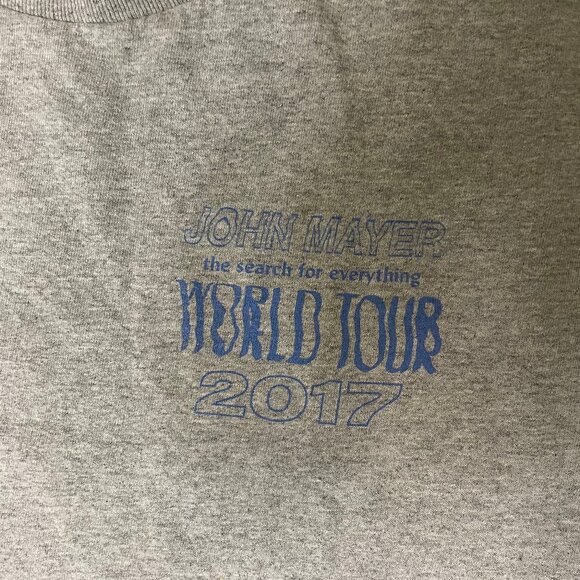 JOHN MAYER
the search for everything
WORLD TOUR
2017